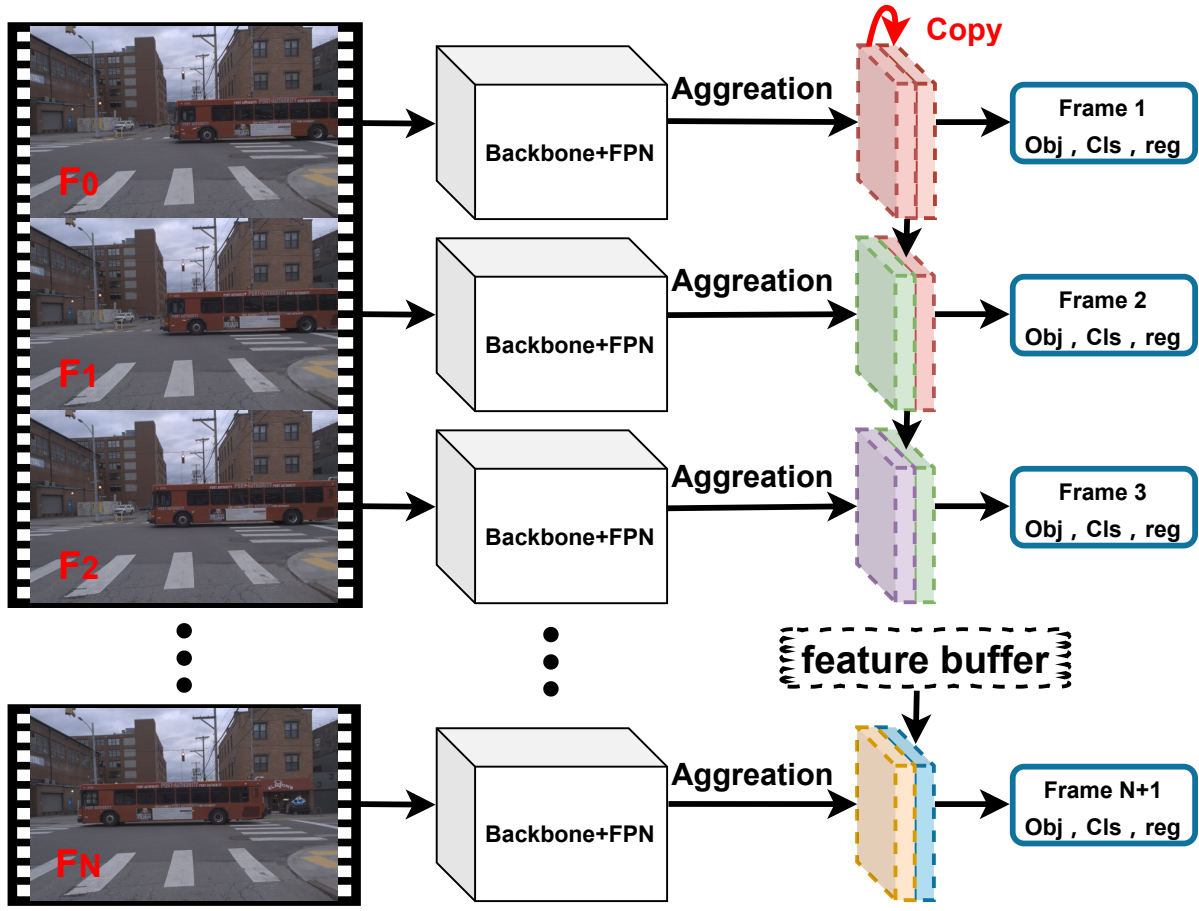 Copy
Aggreation
F0
Backbone+FPN
Frame 1
Obj , Cls , reg
Aggreation
F1
Backbone+FPN
Frame 2
Obj , Cls , reg
Aggreation
F2
Backbone+FPN
Frame 3
Obj , Cls , reg
feature buffer
Aggreation
FN
Backbone+FPN
Frame N+1
Obj , Cls , reg